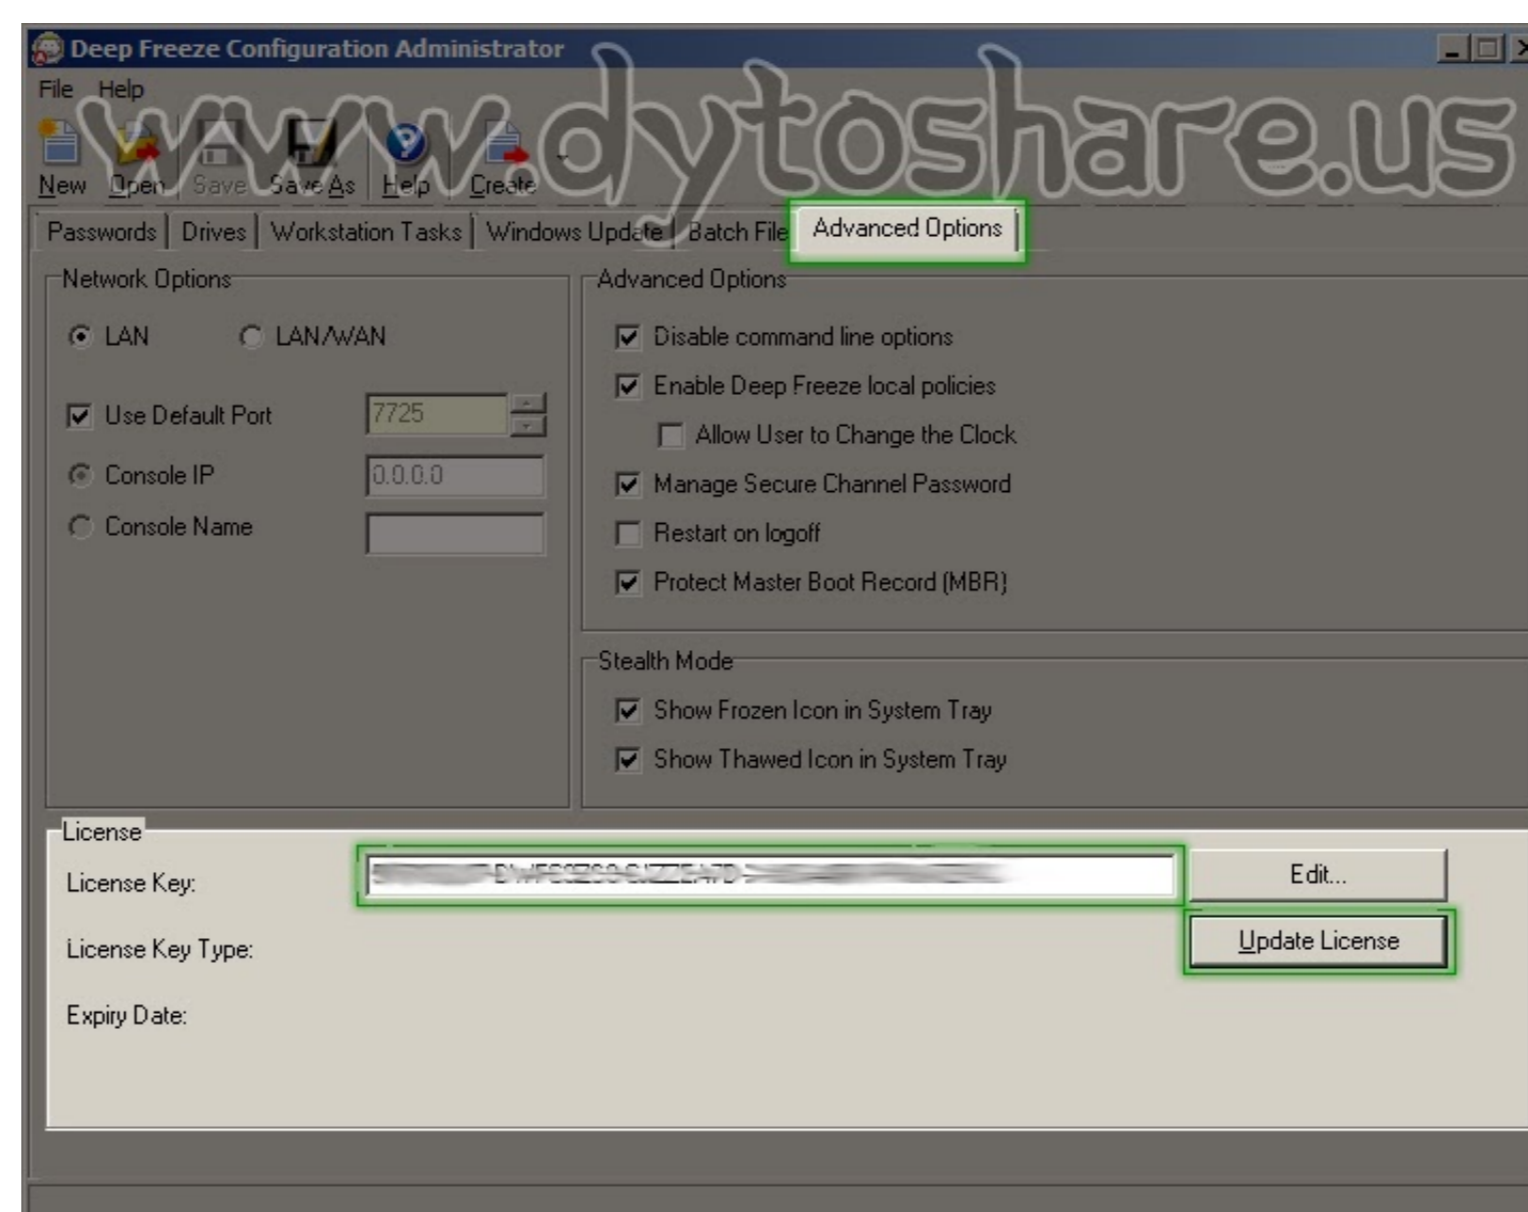 Deep Freeze Configuration Administrator
File Help
www.dytoshare.us
New Open Save Save As Help Create
Passwords Drives Workstation Tasks Windows Update Batch File Advanced Options
Network Options
LAN LAN/WAN
Use Default Port 7725
Console IP 0.0.0.0
Console Name
Advanced Options
Disable command line options
Enable Deep Freeze local policies
Allow User to Change the Clock
Manage Secure Channel Password
Restart on logoff
Protect Master Boot Record (MBR)
Stealth Mode
Show Frozen Icon in System Tray
Show Thawed Icon in System Tray
License
License Key: Edit...
License Key Type: Update License
Expiry Date: